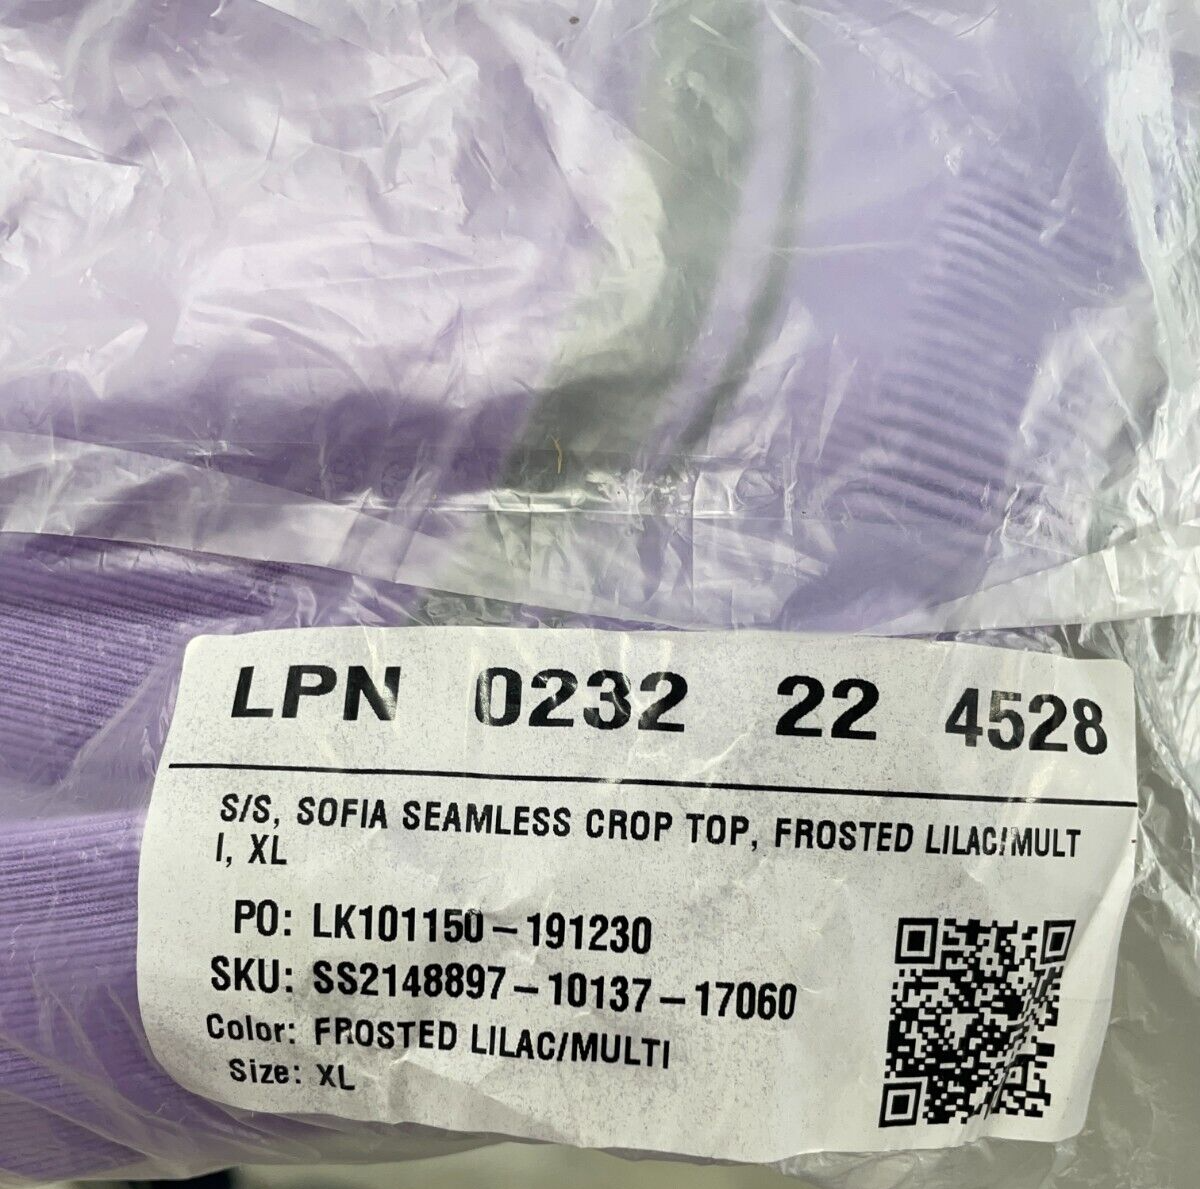 LPN 0232 22 4528
S/S, SOFIA SEAMLESS CROP TOP, FROSTED LILAC/MULT
I, XL
PO: LK101150-191230
SKU: SS2148897-10137-17060
Color: FROSTED LILAC/MULTI
Size: XL